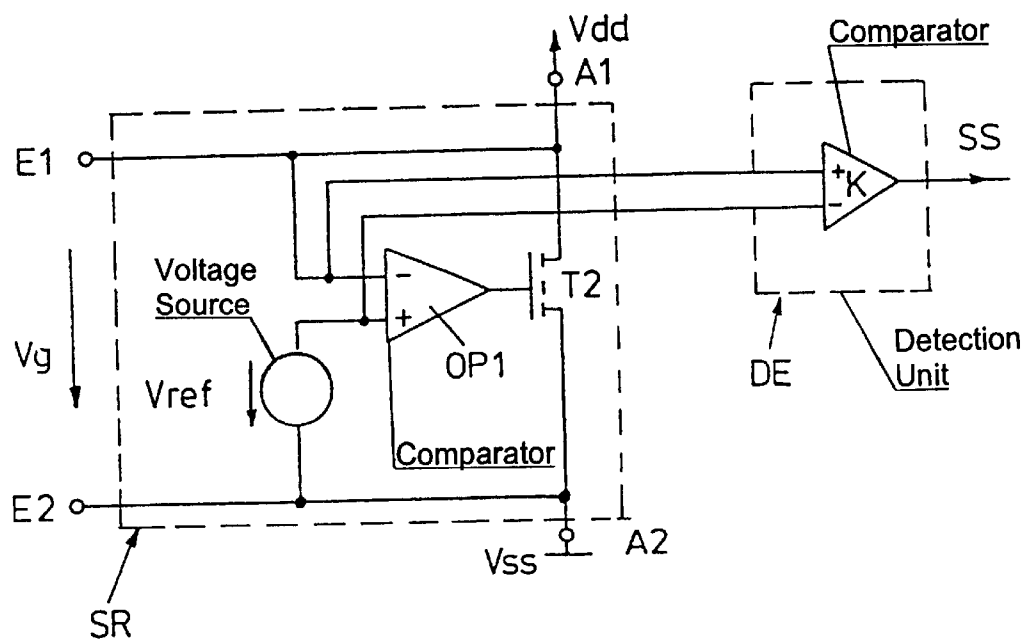 Vdd
Comparator
A1
E1
SS
+
K
−
Voltage
Source
−
T2
+
Vg
OP1
Vref
DE
Detection
Unit
Comparator
E2
A2
Vss
SR